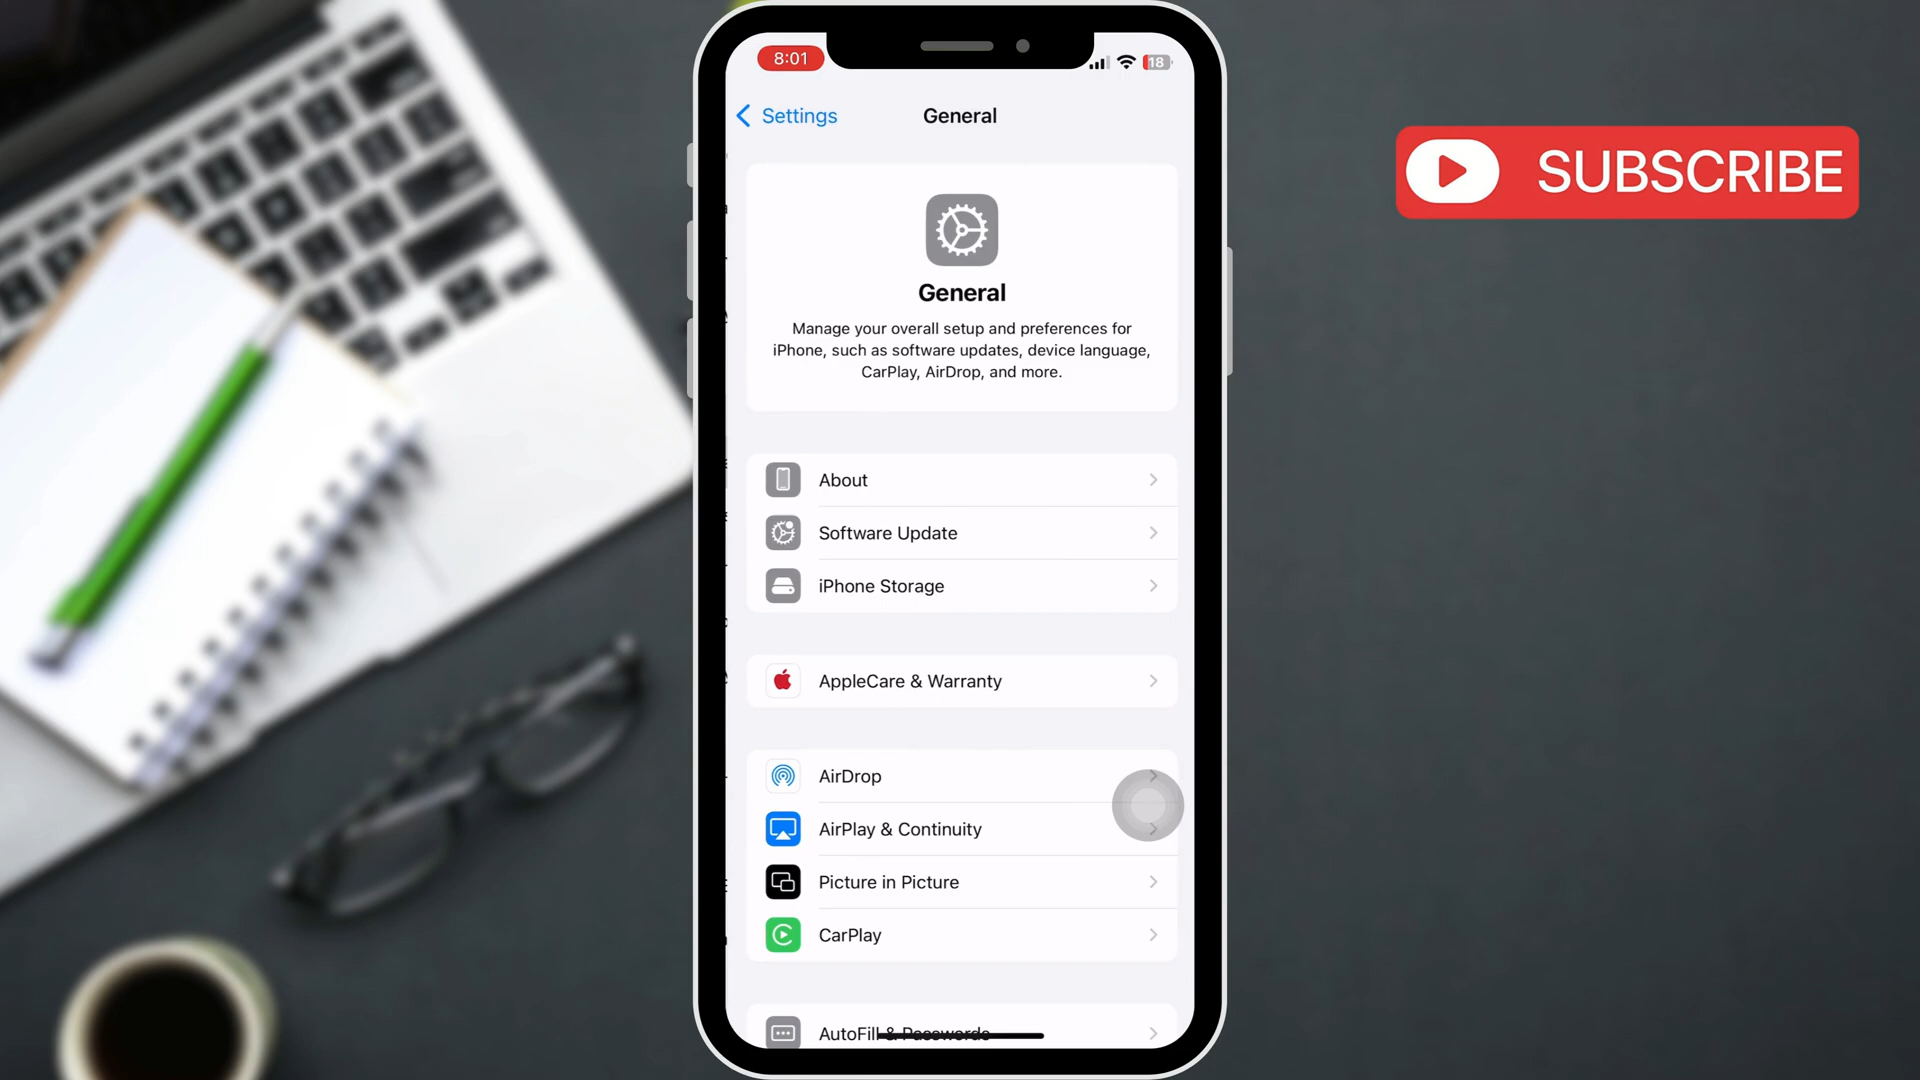 8:01
18
Settings
General
SUBSCRIBE
General
Manage your overall setup and preferences for
iPhone, such as software updates, device language,
CarPlay, AirDrop, and more.
About
Software Update
iPhone Storage
AppleCare & Warranty
AirDrop
AirPlay & Continuity
Picture in Picture
CarPlay
AutoFill & Passwords